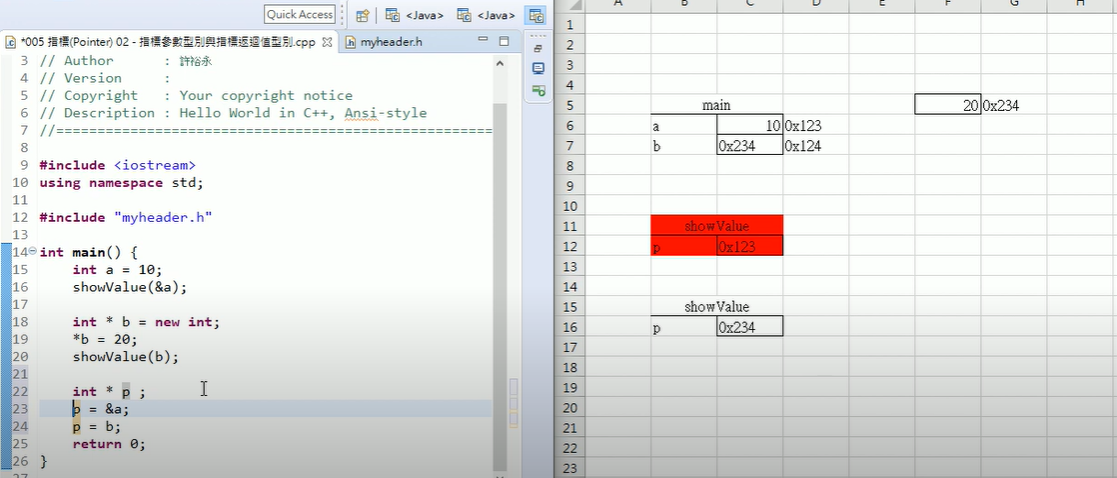 Quick Access
<Java>
<Java>
*005 指標(Pointer) 02 - 指標參數型別與指標返迴值型別.cpp
myheader.h
3 // Author : 許裕永
4 // Version :
5 // Copyright : Your copyright notice
6 // Description : Hello World in C++, Ansi-style
7 //=======================================================
8
9 #include <iostream>
10 using namespace std;
11
12 #include "myheader.h"
13
14 int main() {
15 int a = 10;
16 showValue(&a);
17
18 int * b = new int;
19 *b = 20;
20 showValue(b);
21
22 int * p ;
23 p = &a;
24 p = b;
25 return 0;
26 }
A B C D E F G H
1
2
3
4
5 main 20 0x234
6 a 10 0x123
7 b 0x234 0x124
8
9
10
11 showValue
12 p 0x123
13
14
15 showValue
16 p 0x234
17
18
19
20
21
22
23